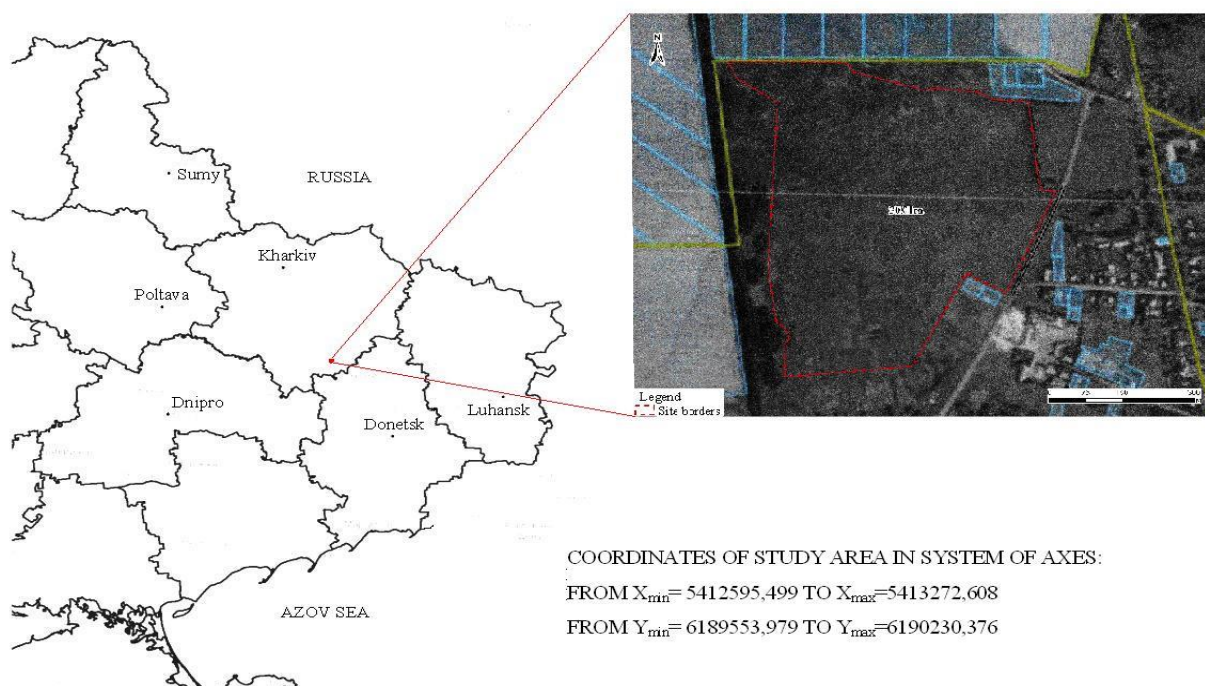 Sumy
RUSSIA
Kharkiv
Poltava
Dnipro
Donetsk
Luhansk
AZOV SEA
N
Legend
Site borders
COORDINATES OF STUDY AREA IN SYSTEM OF AXES:
FROM Xmin= 5412595,499 TO Xmax=5413272,608
FROM Ymin= 6189553,979 TO Ymax=6190230,376